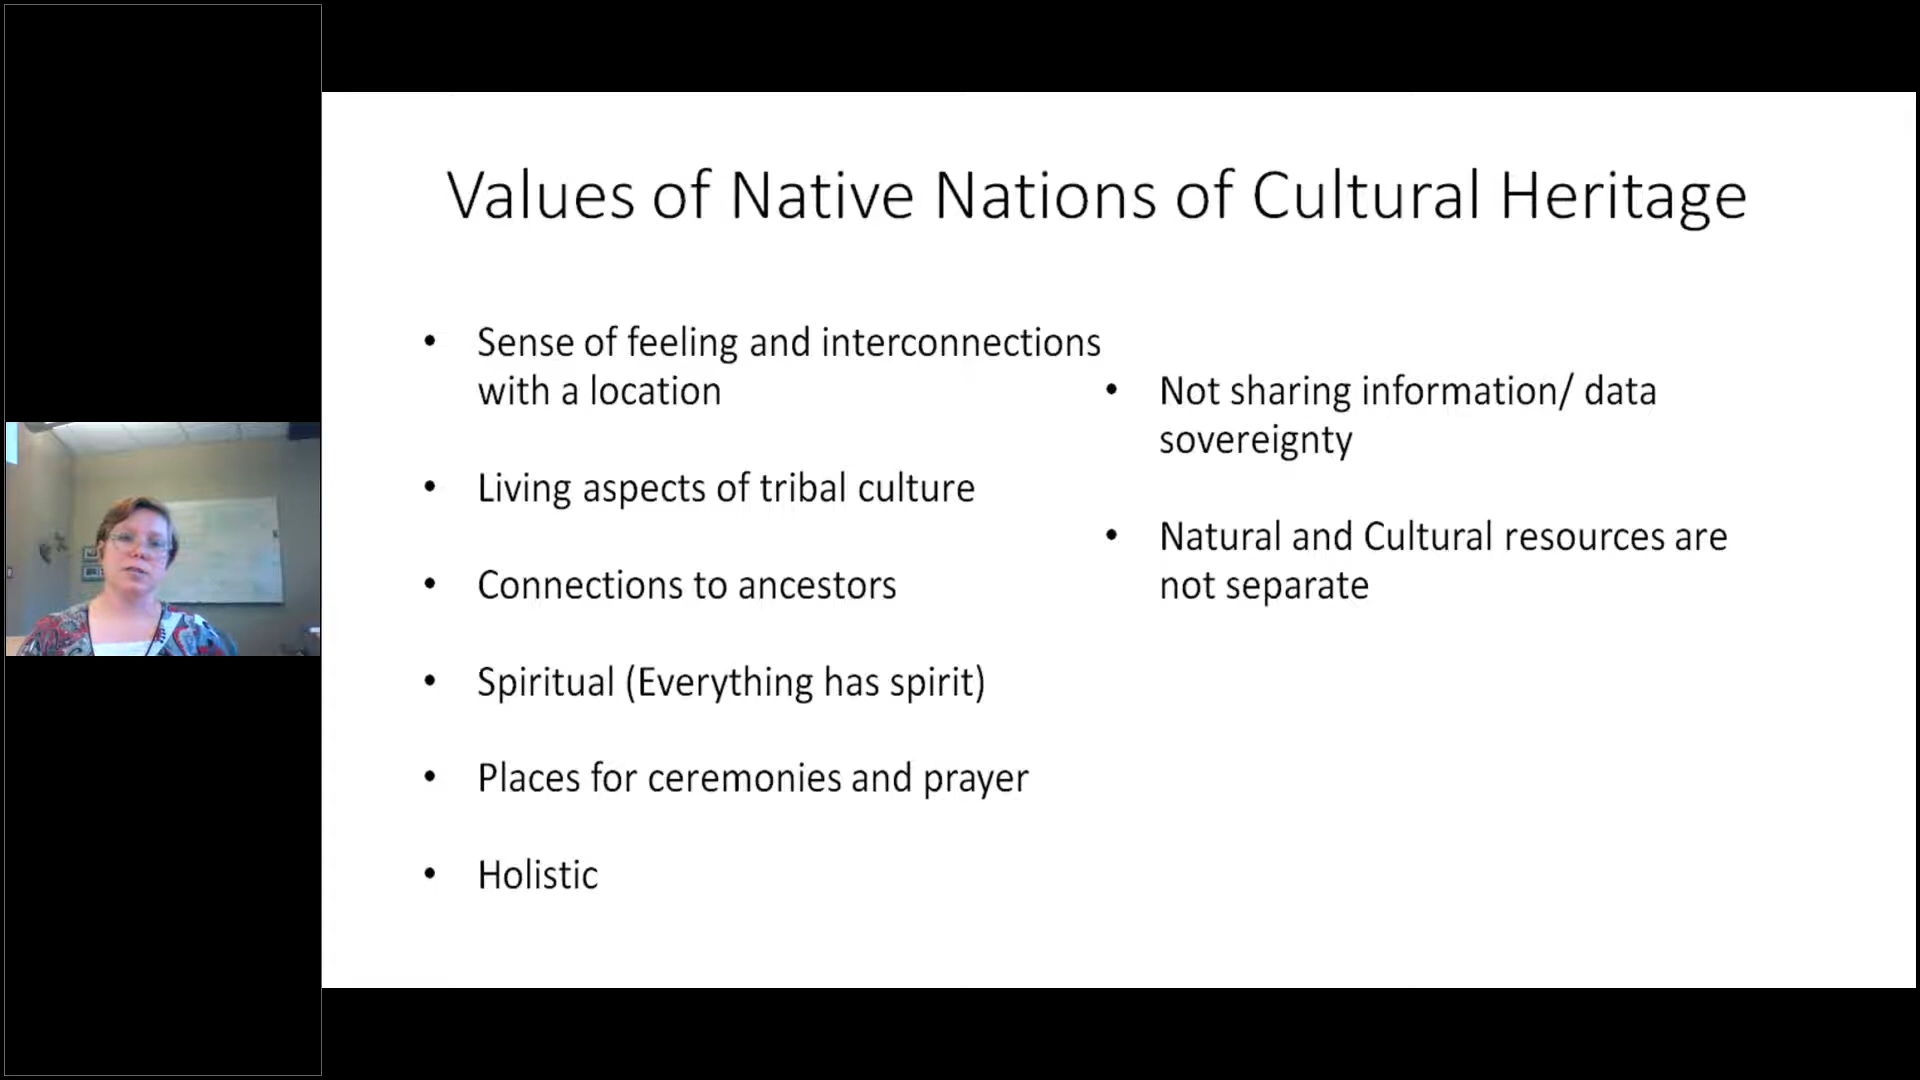 Values of Native Nations of Cultural Heritage
• Sense of feeling and interconnections
with a location
• Living aspects of tribal culture
• Connections to ancestors
• Spiritual (Everything has spirit)
• Places for ceremonies and prayer
• Holistic
• Not sharing information/ data
sovereignty
• Natural and Cultural resources are
not separate